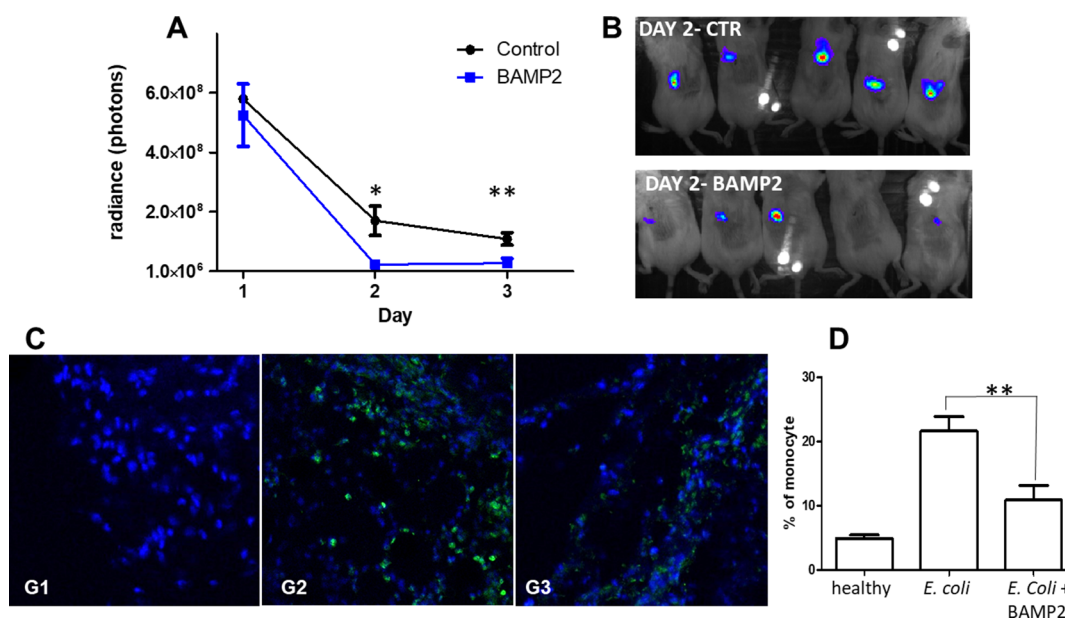 A
Control
BAMP2
radiance (photons)
6.0×10⁸
4.0×10⁸
2.0×10⁸
1.0×10⁶
*
**
1
2
3
Day
B
DAY 2- CTR
DAY 2- BAMP2
C
G1
G2
G3
D
% of monocyte
30
20
10
0
**
healthy
E. coli
E. Coli +
BAMP2